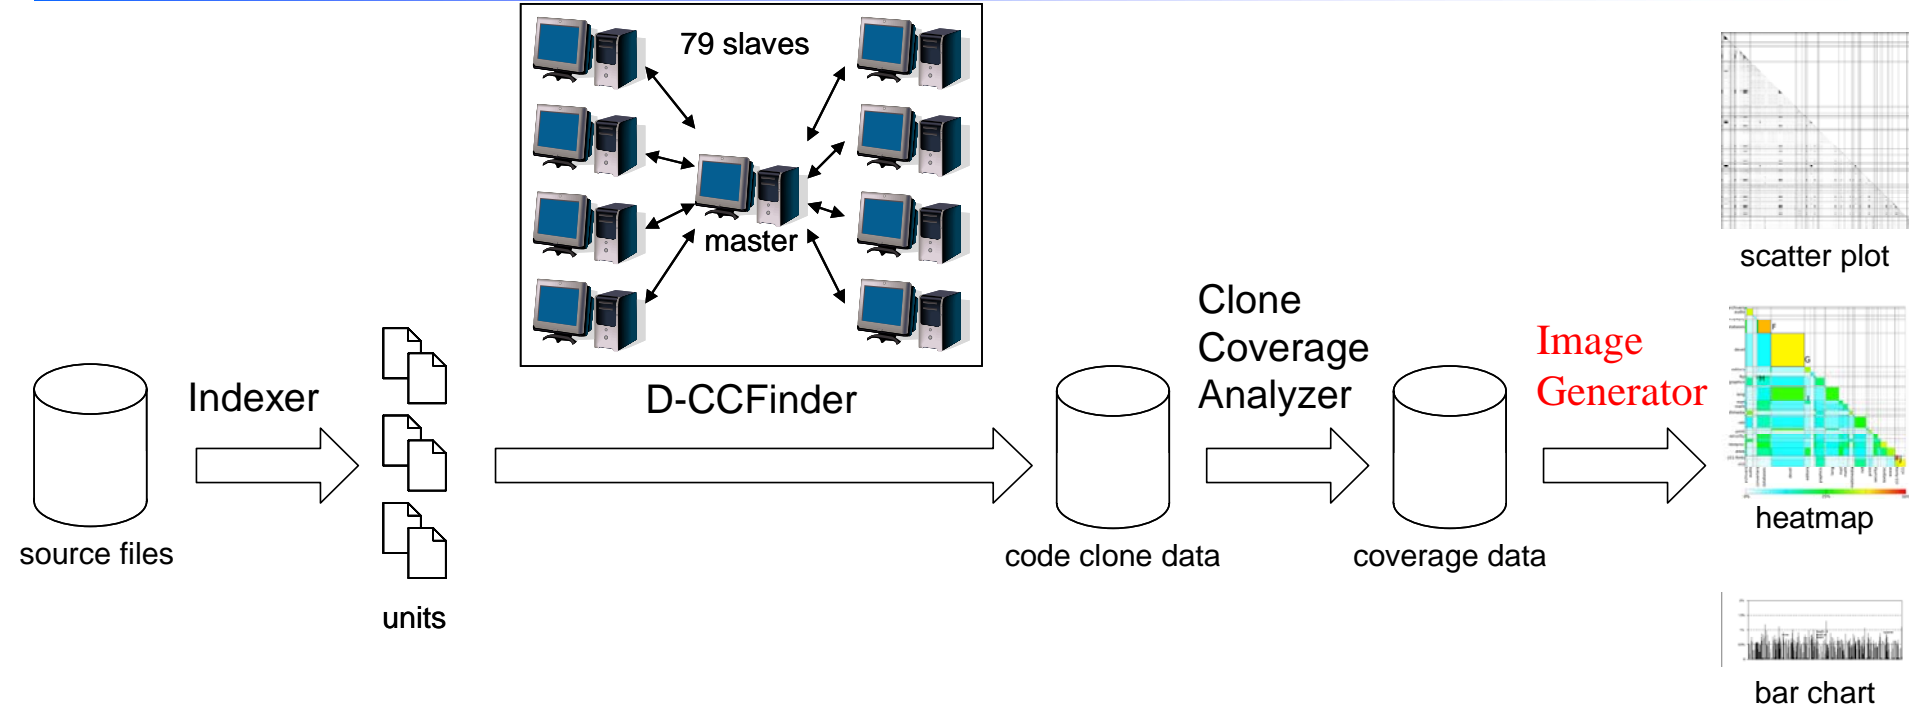 79 slaves
master
scatter plot
Clone
Coverage
Analyzer
Image
Generator
Indexer
D-CCFinder
F
G
H
heatmap
source files
code clone data
coverage data
units
bar chart